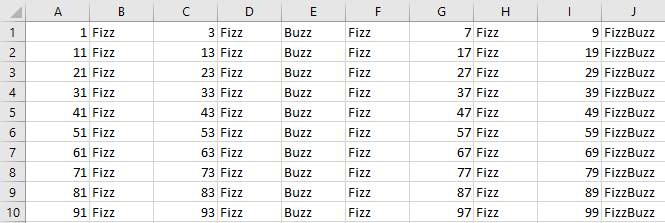 A B C D E F G H I J
1 1 Fizz 3 Fizz Buzz Fizz 7 Fizz 9 FizzBuzz
2 11 Fizz 13 Fizz Buzz Fizz 17 Fizz 19 FizzBuzz
3 21 Fizz 23 Fizz Buzz Fizz 27 Fizz 29 FizzBuzz
4 31 Fizz 33 Fizz Buzz Fizz 37 Fizz 39 FizzBuzz
5 41 Fizz 43 Fizz Buzz Fizz 47 Fizz 49 FizzBuzz
6 51 Fizz 53 Fizz Buzz Fizz 57 Fizz 59 FizzBuzz
7 61 Fizz 63 Fizz Buzz Fizz 67 Fizz 69 FizzBuzz
8 71 Fizz 73 Fizz Buzz Fizz 77 Fizz 79 FizzBuzz
9 81 Fizz 83 Fizz Buzz Fizz 87 Fizz 89 FizzBuzz
10 91 Fizz 93 Fizz Buzz Fizz 97 Fizz 99 FizzBuzz